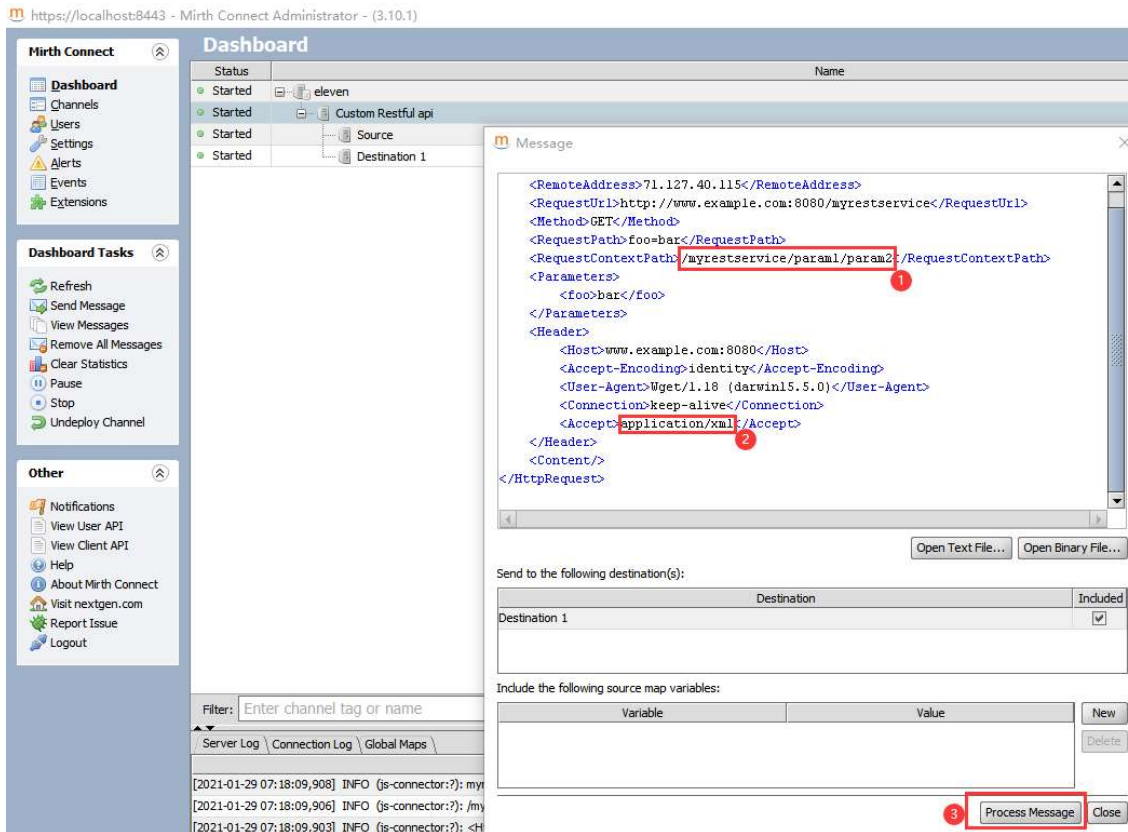 https://localhost:8443 - Mirth Connect Administrator - (3.10.1)
Mirth Connect
Dashboard
Channels
Users
Settings
Alerts
Events
Extensions
Dashboard Tasks
Refresh
Send Message
View Messages
Remove All Messages
Clear Statistics
Pause
Stop
Undeploy Channel
Other
Notifications
View User API
View Client API
Help
About Mirth Connect
Visit nextgen.com
Report Issue
Logout
Dashboard
Status Name
Started eleven
Started Custom Restful api
Started Source
Started Destination 1
Message
<RemoteAddress>71.127.40.115</RemoteAddress>
<RequestUrl>http://www.example.com:8080/myrestservice</RequestUrl>
<Method>GET</Method>
<RequestPath>foo=bar</RequestPath>
<RequestContextPath>/myrestservice/param1/param2</RequestContextPath>
1
<Parameters>
<foo>bar</foo>
</Parameters>
<Header>
<Host>www.example.com:8080</Host>
<Accept-Encoding>identity</Accept-Encoding>
<User-Agent>Wget/1.18 (darwin15.5.0)</User-Agent>
<Connection>keep-alive</Connection>
<Accept>application/xml</Accept>
2
</Header>
<Content/>
</HttpRequest>
Open Text File... Open Binary File...
Send to the following destination(s):
Destination Included
Destination 1
Include the following source map variables:
Variable Value New
Delete
3 Process Message Close
Filter: Enter channel tag or name
Server Log Connection Log Global Maps
[2021-01-29 07:18:09,908] INFO (js-connector:?): myr
[2021-01-29 07:18:09,906] INFO (js-connector:?): /my
[2021-01-29 07:18:09,903] INFO (js-connector:?): <H